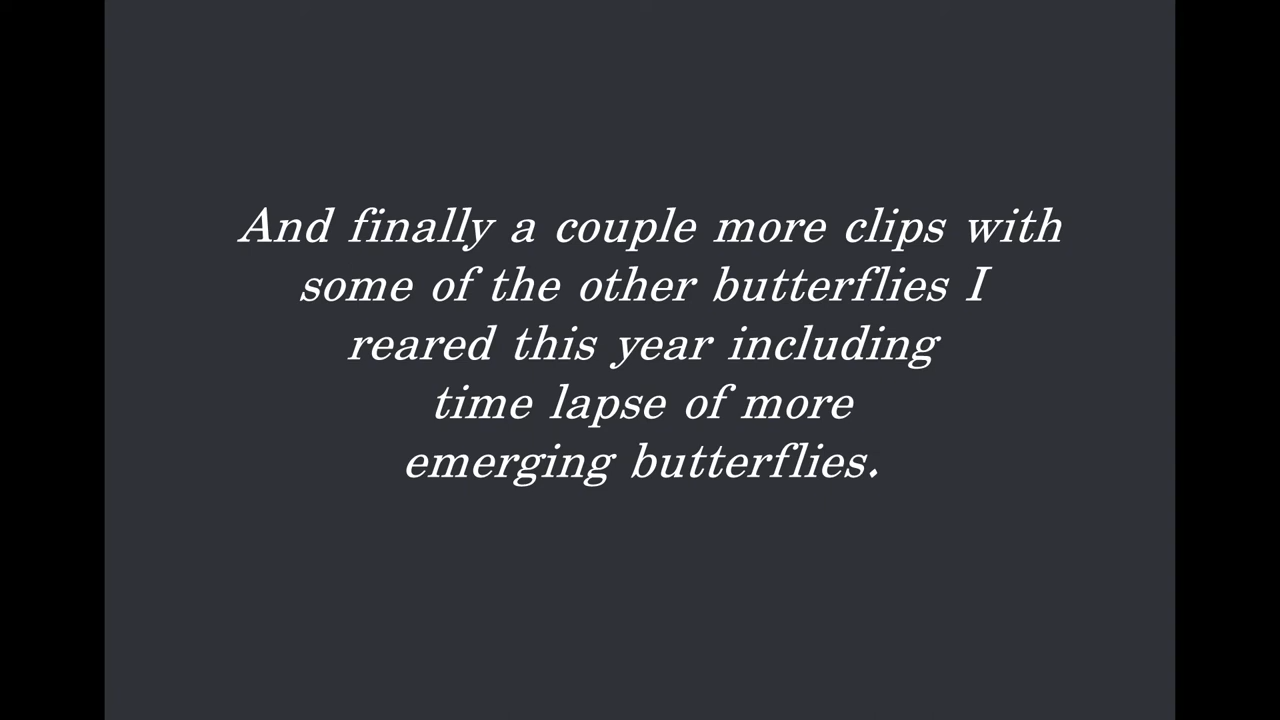 And finally a couple more clips with
some of the other butterflies I
reared this year including
time lapse of more
emerging butterflies.